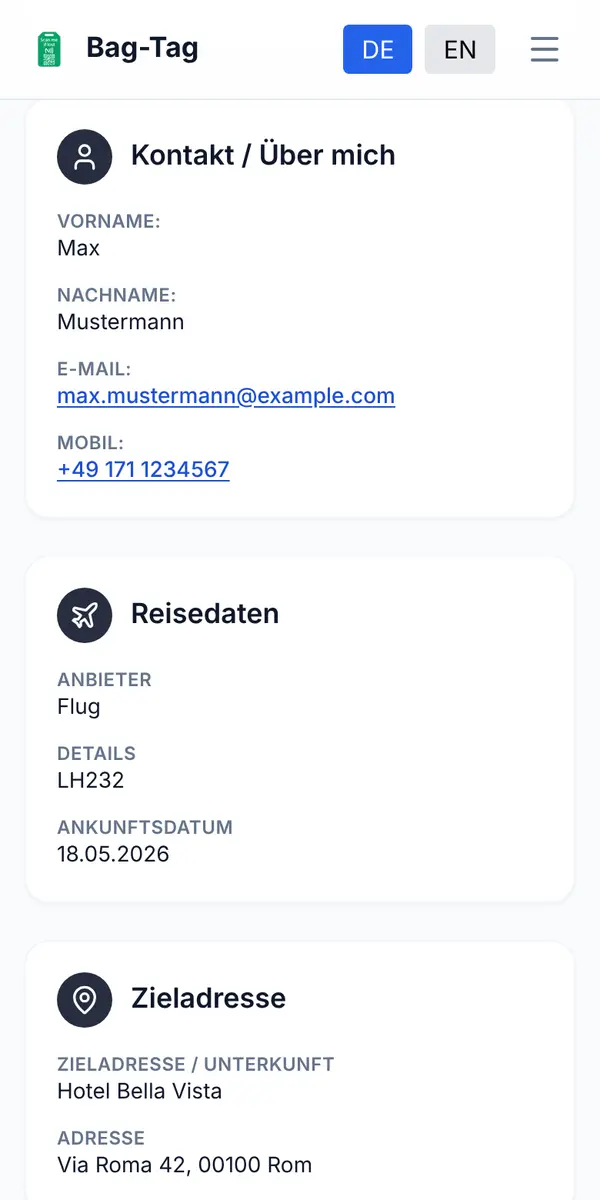 Bag-Tag
DE
EN
Kontakt / Über mich
VORNAME:
Max
NACHNAME:
Mustermann
E-MAIL:
max.mustermann@example.com
MOBIL:
+49 171 1234567
Reisedaten
ANBIETER
Flug
DETAILS
LH232
ANKUNFTSDATUM
18.05.2026
Zieladresse
ZIELADRESSE / UNTERKUNFT
Hotel Bella Vista
ADRESSE
Via Roma 42, 00100 Rom